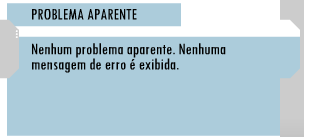 PROBLEMA APARENTE
Nenhum problema aparente. Nenhuma
mensagem de erro é exibida.